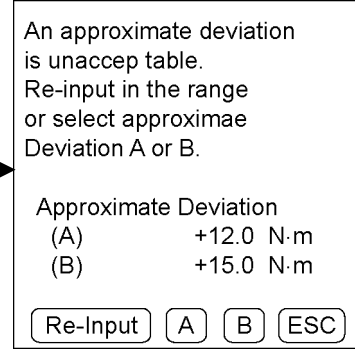 An approximate deviation
is unaccep table.
Re-input in the range
or select approximae
Deviation A or B.
Approximate Deviation
(A) +12.0 N·m
(B) +15.0 N·m
Re-Input A B ESC